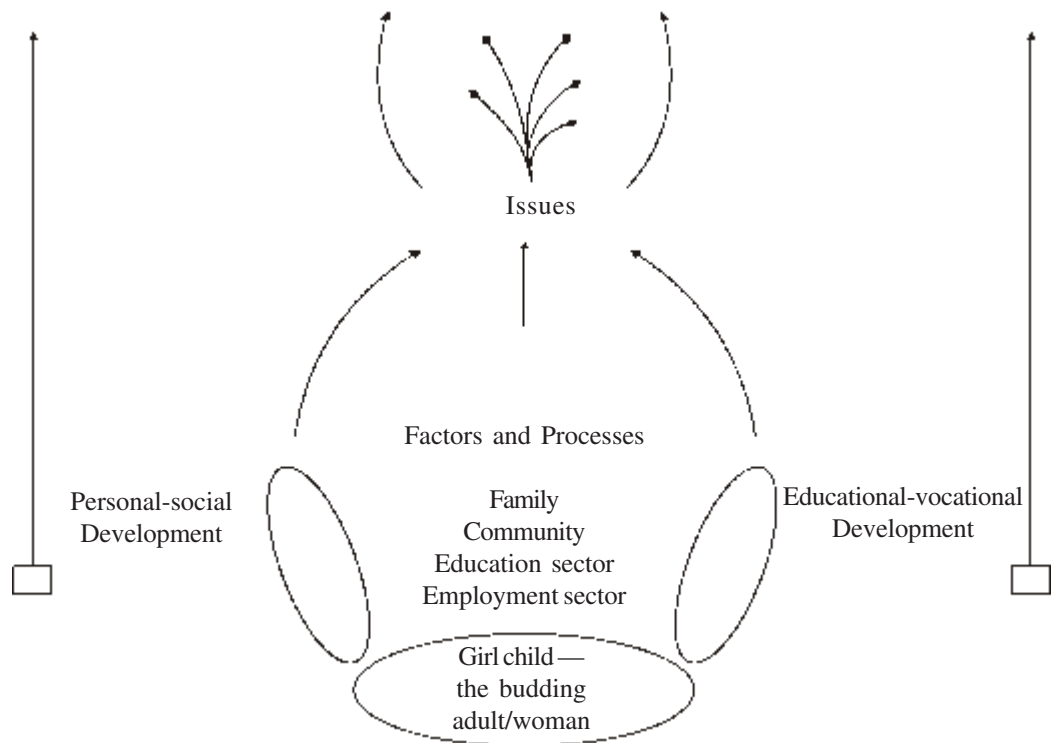 Issues
Factors and Processes
Personal-social
Development
Family
Community
Education sector
Employment sector
Educational-vocational
Development
Girl child —
the budding
adult/woman